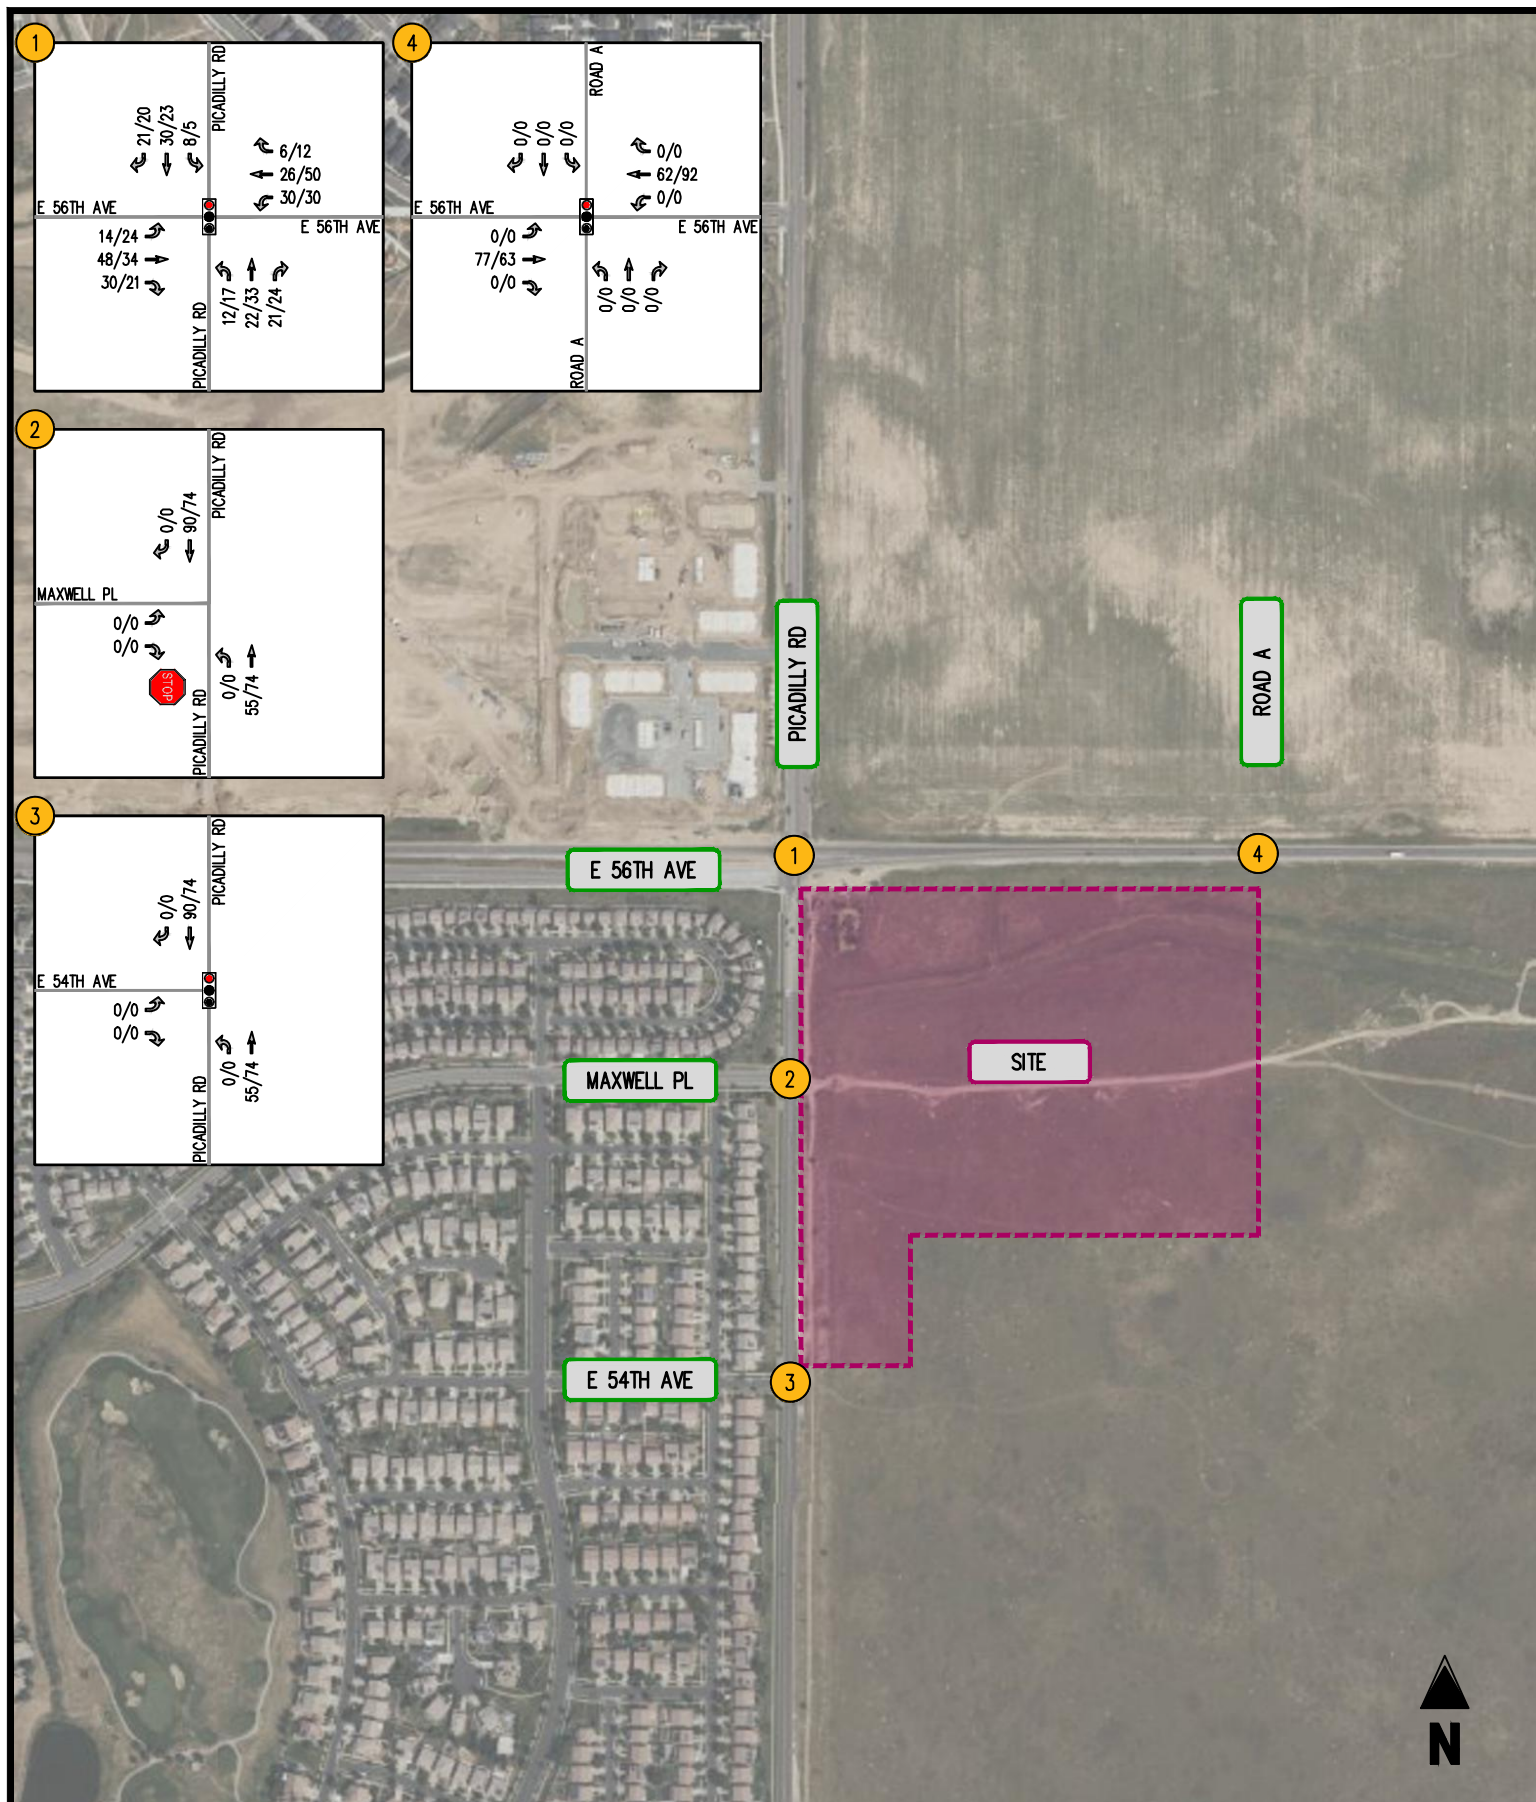 1
PICADILLY RD
21/20
30/23
8/5
6/12
26/50
30/30
E 56TH AVE
E 56TH AVE
14/24
48/34
30/21
12/17
22/33
21/24
PICADILLY RD
4
ROAD A
0/0
0/0
0/0
0/0
62/92
0/0
E 56TH AVE
E 56TH AVE
0/0
77/63
0/0
0/0
0/0
0/0
ROAD A
2
PICADILLY RD
0/0
90/74
MAXWELL PL
0/0
0/0
STOP
0/0
55/74
PICADILLY RD
3
PICADILLY RD
0/0
90/74
E 54TH AVE
0/0
0/0
0/0
55/74
PICADILLY RD
PICADILLY RD
ROAD A
E 56TH AVE
1
4
MAXWELL PL
2
SITE
E 54TH AVE
3
N